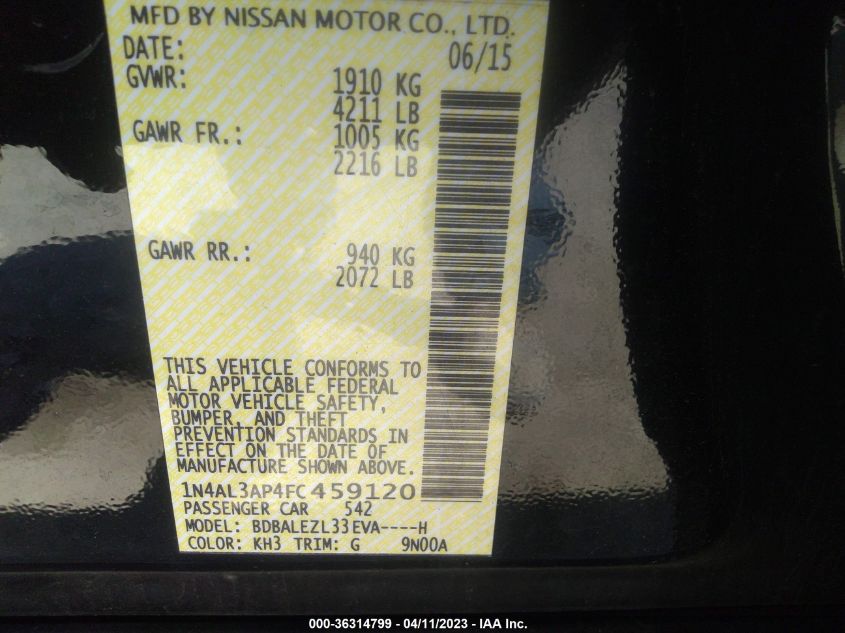 MFD BY NISSAN MOTOR CO., LTD.
DATE: 06/15
GVWR: 1910 KG
4211 LB
GAWR FR.: 1005 KG
2216 LB
GAWR RR.: 940 KG
2072 LB
THIS VEHICLE CONFORMS TO
ALL APPLICABLE FEDERAL
MOTOR VEHICLE SAFETY,
BUMPER, AND THEFT
PREVENTION STANDARDS IN
EFFECT ON THE DATE OF
MANUFACTURE SHOWN ABOVE.
1N4AL3AP4FC459120
PASSENGER CAR 542
MODEL: BDBALEZL33EVA----H
COLOR: KH3 TRIM: G 9N00A
000-36314799 - 04/11/2023 - IAA Inc.